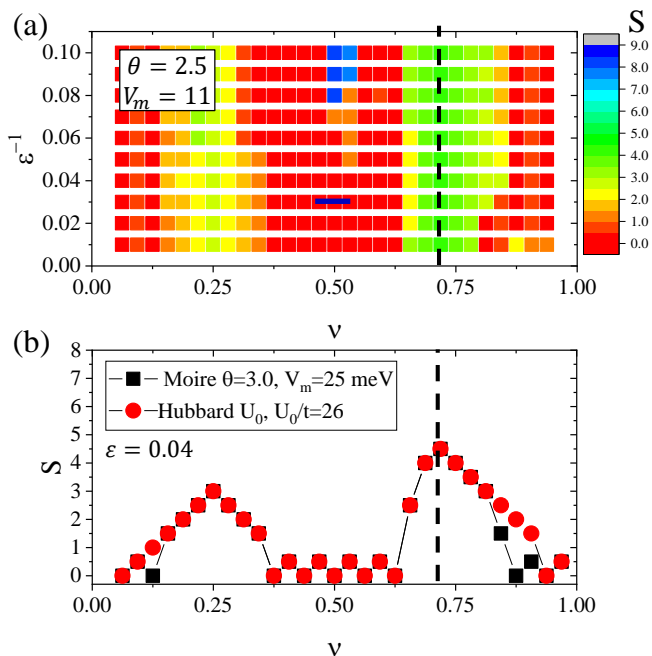 (a)
S
θ = 2.5
V_m = 11
ε⁻¹
0.10
0.08
0.06
0.04
0.02
0.00
9.0
8.0
7.0
6.0
5.0
4.0
3.0
2.0
1.0
0.0
0.00 0.25 0.50 0.75 1.00
ν
(b)
8
7
6
5
4
3
2
1
0
S
Moire θ=3.0, V_m=25 meV
Hubbard U_0, U_0/t=26
ε = 0.04
0.00 0.25 0.50 0.75 1.00
ν